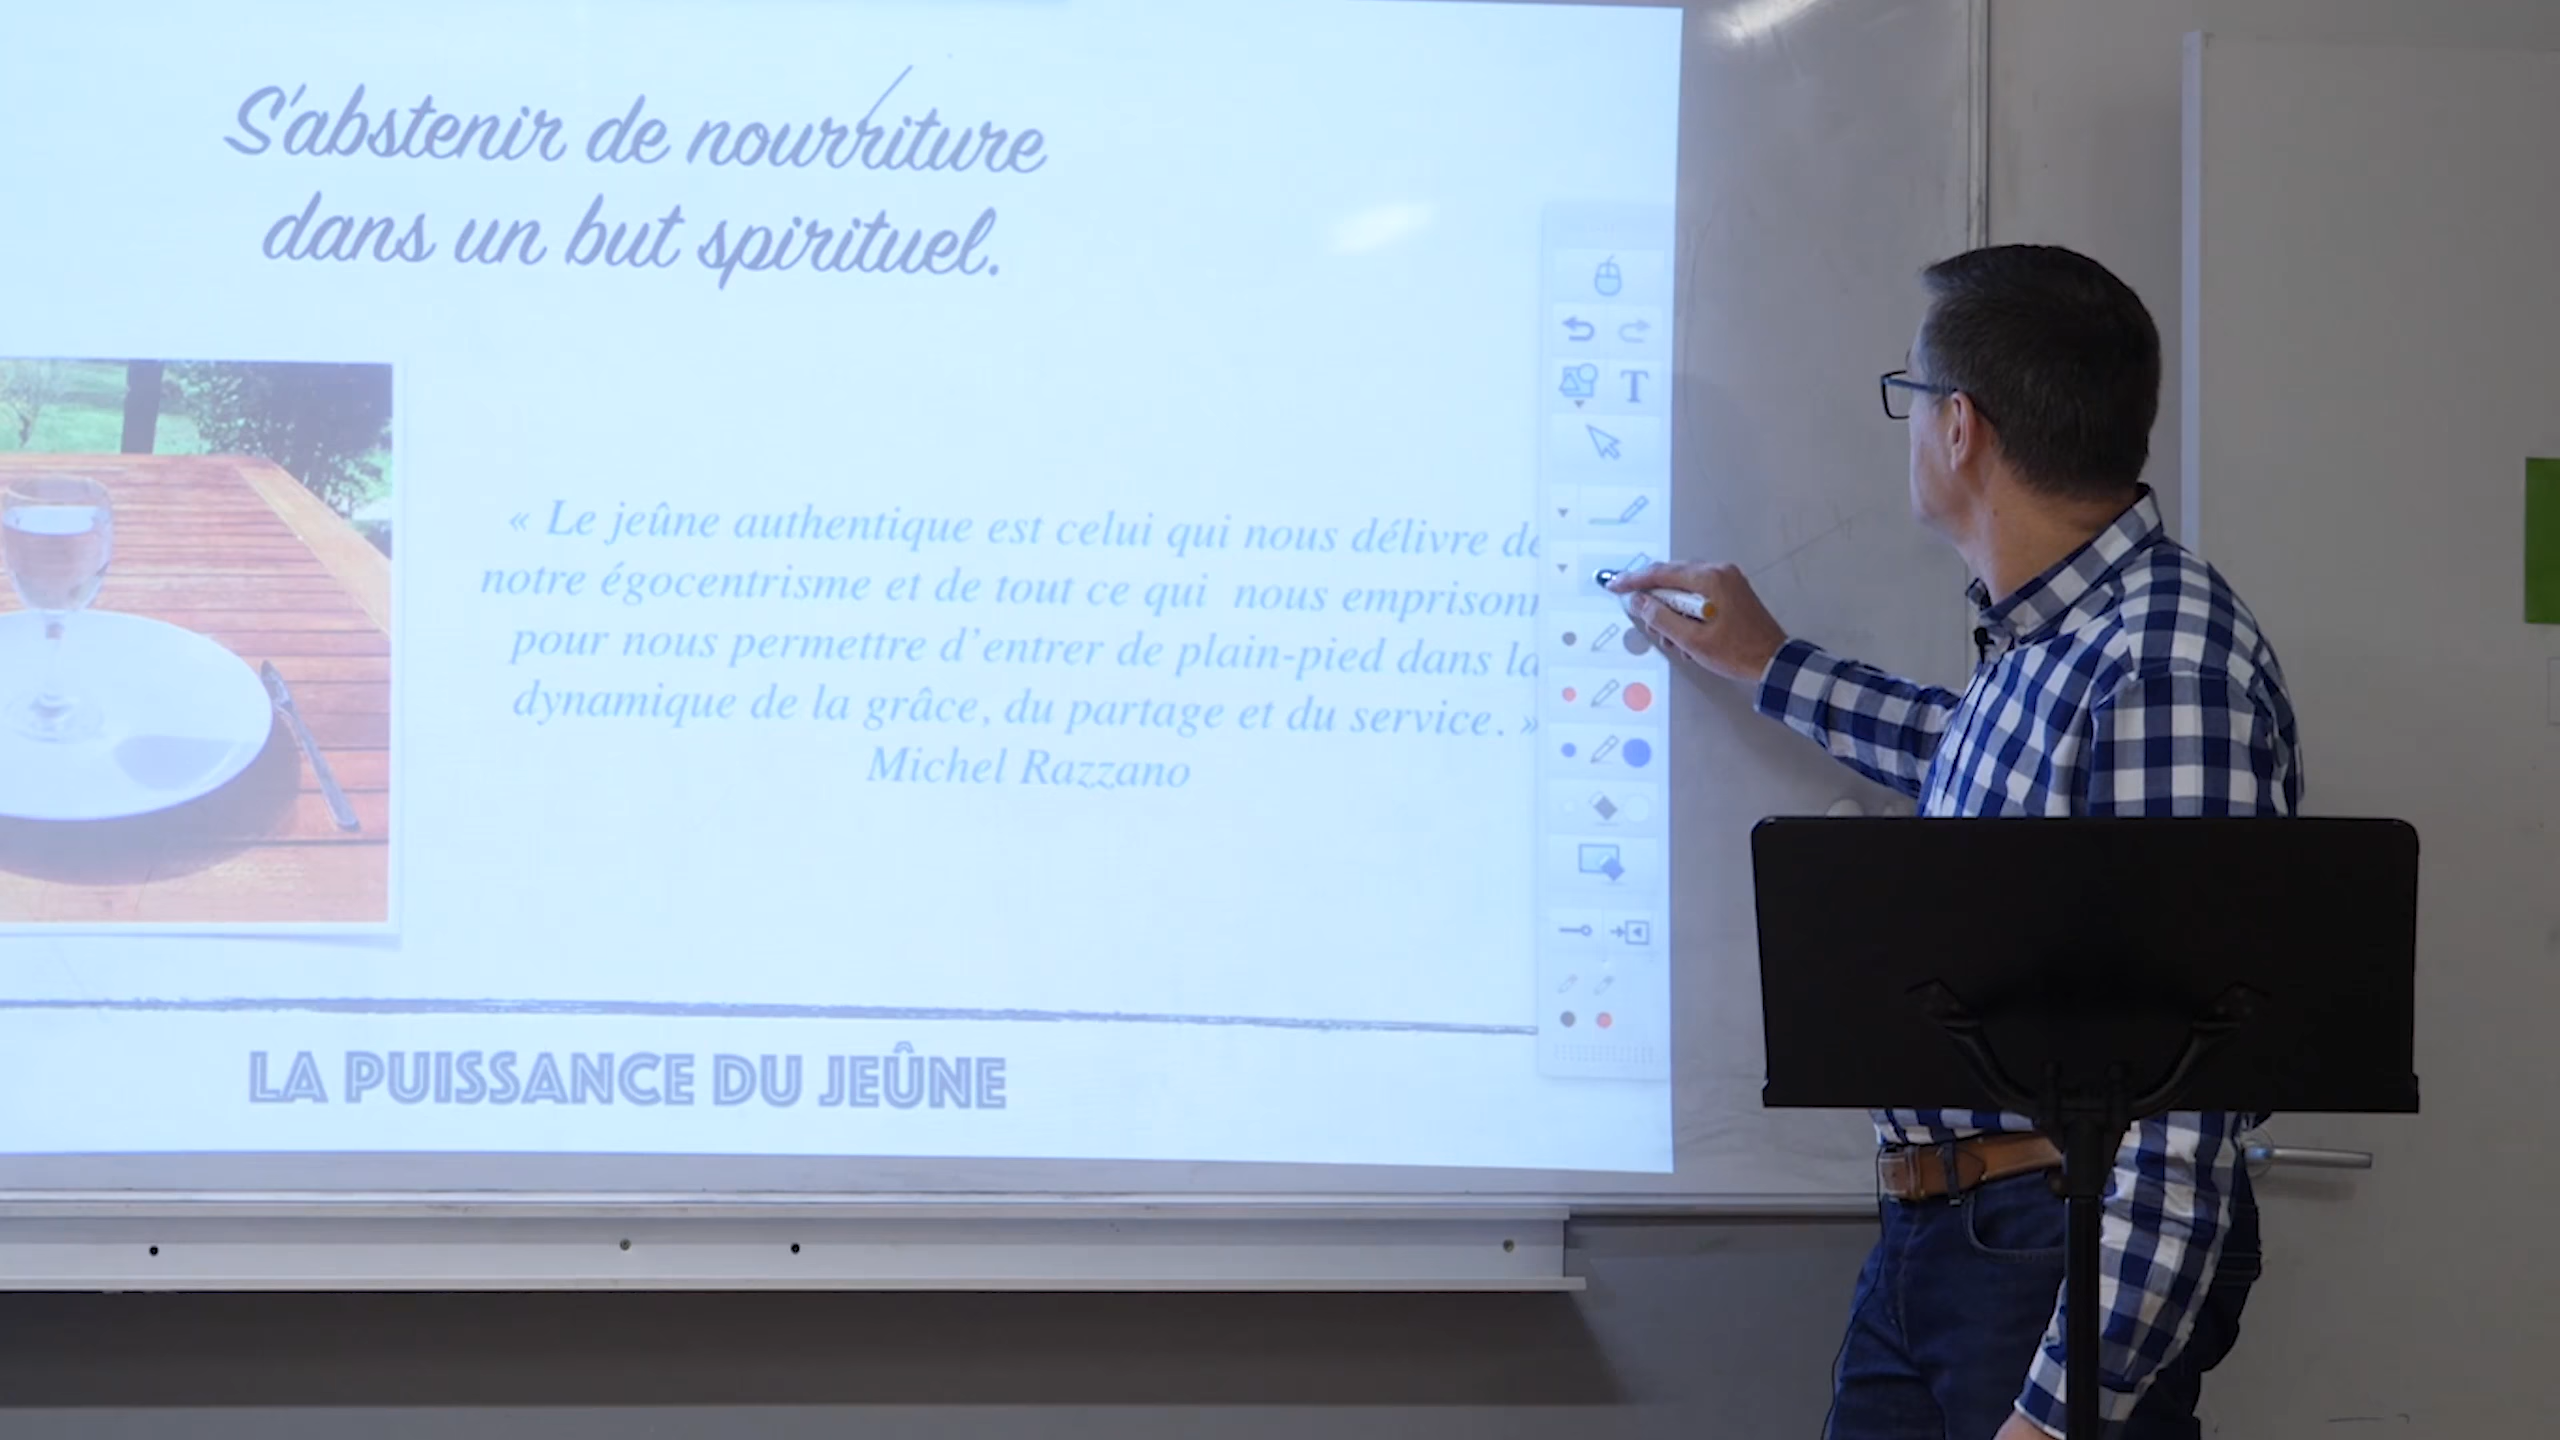 S'abstenir de nourriture
dans un but spirituel.
T
« Le jeûne authentique est celui qui nous délivre de
notre égocentrisme et de tout ce qui nous emprisonn
pour nous permettre d'entrer de plain-pied dans la
dynamique de la grâce, du partage et du service. »
Michel Razzano
LA PUISSANCE DU JEÛNE